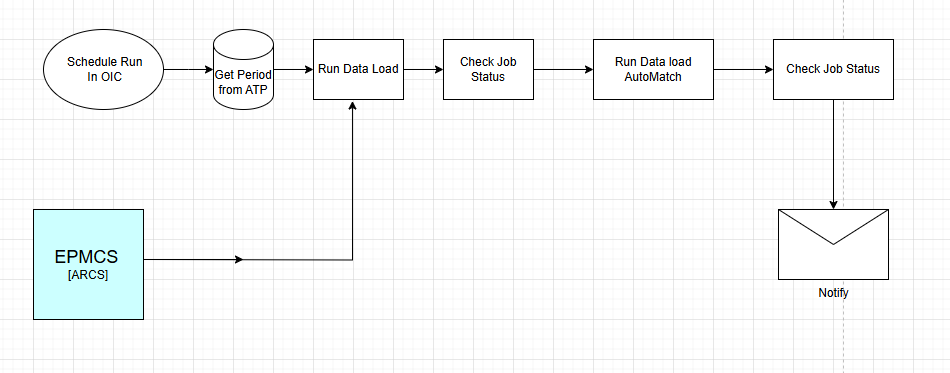 Schedule Run
In OIC
Get Period
from ATP
Run Data Load
Check Job
Status
Run Data load
AutoMatch
Check Job Status
EPMCS
[ARCS]
Notify